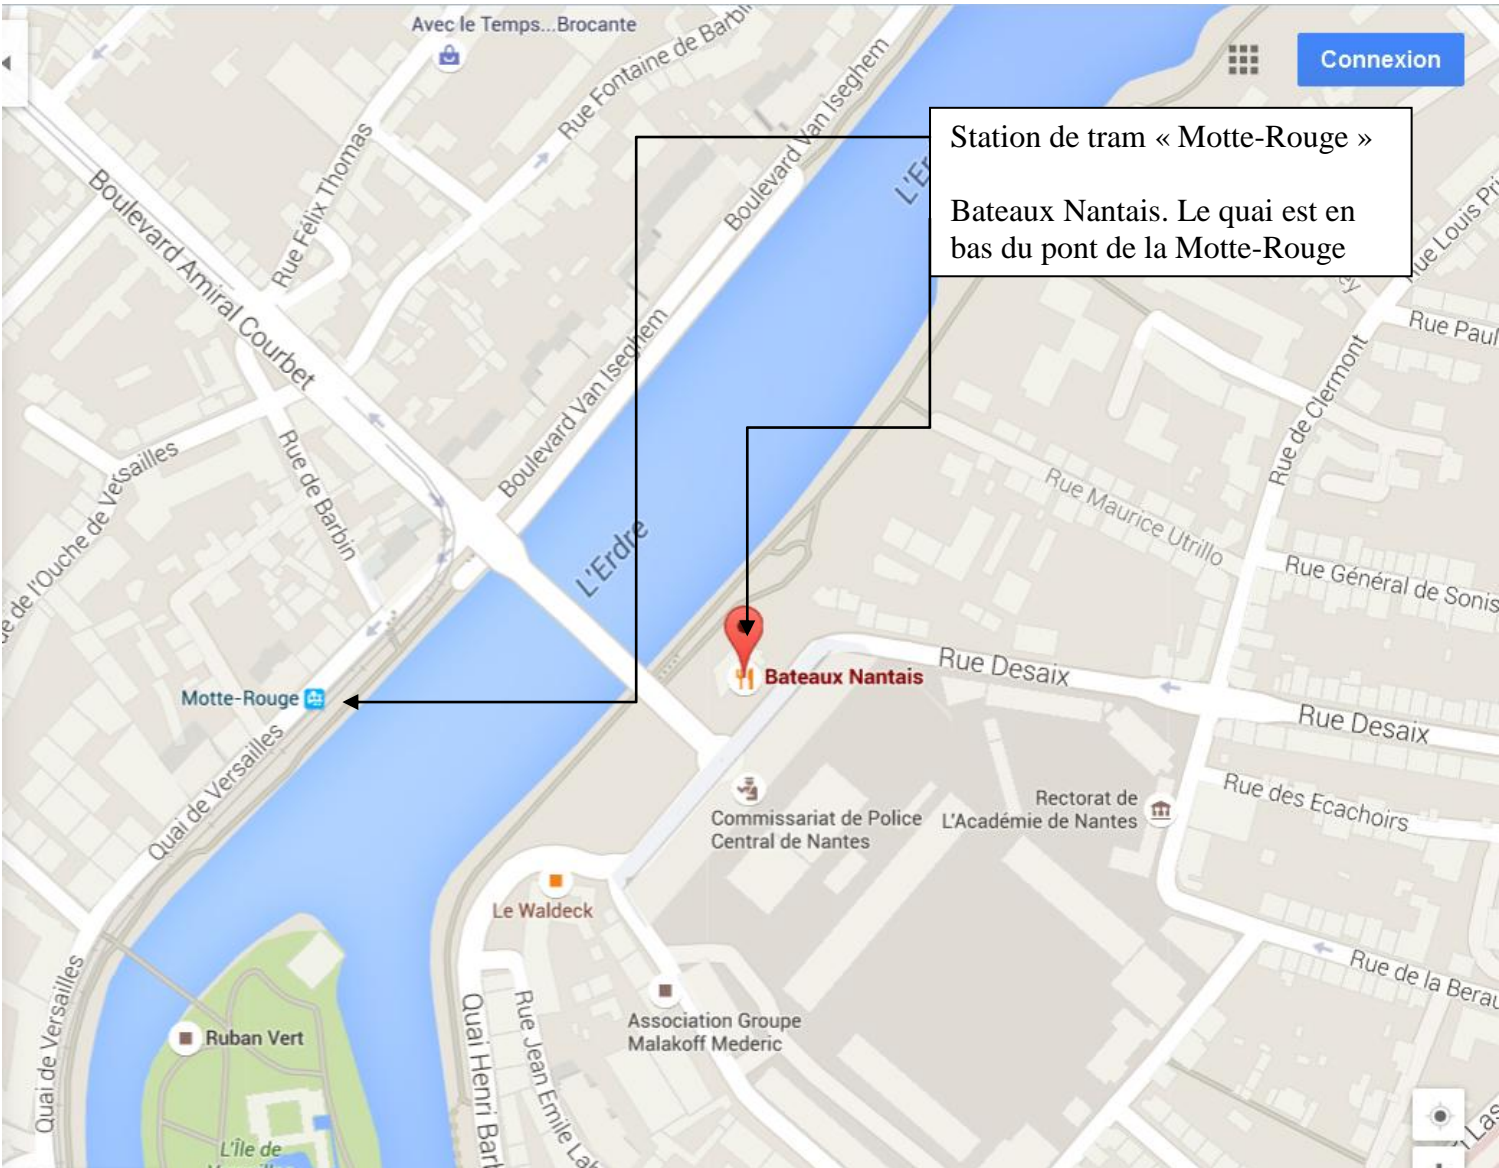 Avec le Temps...Brocante
Connexion
Rue Fontaine de Barbin
Boulevard Van Iseghem
Station de tram « Motte-Rouge »
Bateaux Nantais. Le quai est en
bas du pont de la Motte-Rouge
Rue Félix Thomas
Boulevard Amiral Courbet
Boulevard Van Iseghem
Rue Paul
Rue de Clermont
Rue de Barbin
de l'Ouche de Versailles
L'Erdre
Rue Maurice Utrillo
Rue Général de Sonis
Rue Desaix
Bateaux Nantais
Motte-Rouge
Rue Desaix
Quai de Versailles
Rue des Ecachoirs
Commissariat de Police
Central de Nantes
Rectorat de
L'Académie de Nantes
Le Waldeck
Rue de la Berau
Quai de Versailles
Ruban Vert
Quai Henri Bar
Rue Jean Emile La
Association Groupe
Malakoff Mederic
L'Île de